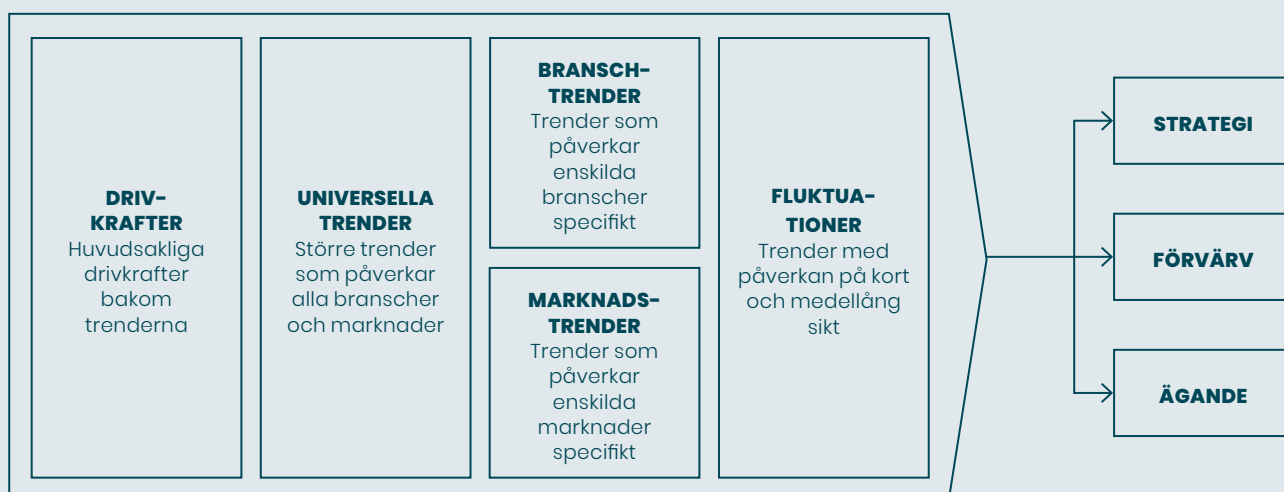 DRIV-
KRAFTER
Huvudsakliga
drivkrafter
bakom
trenderna
UNIVERSELLA
TRENDER
Större trender
som påverkar
alla branscher
och marknader
BRANSCH-
TRENDER
Trender som
påverkar
enskilda
branscher
specifikt
MARKNADS-
TRENDER
Trender som
påverkar
enskilda
marknader
specifikt
FLUKTUA-
TIONER
Trender med
påverkan på kort
och medellång
sikt
STRATEGI
FÖRVÄRV
ÄGANDE